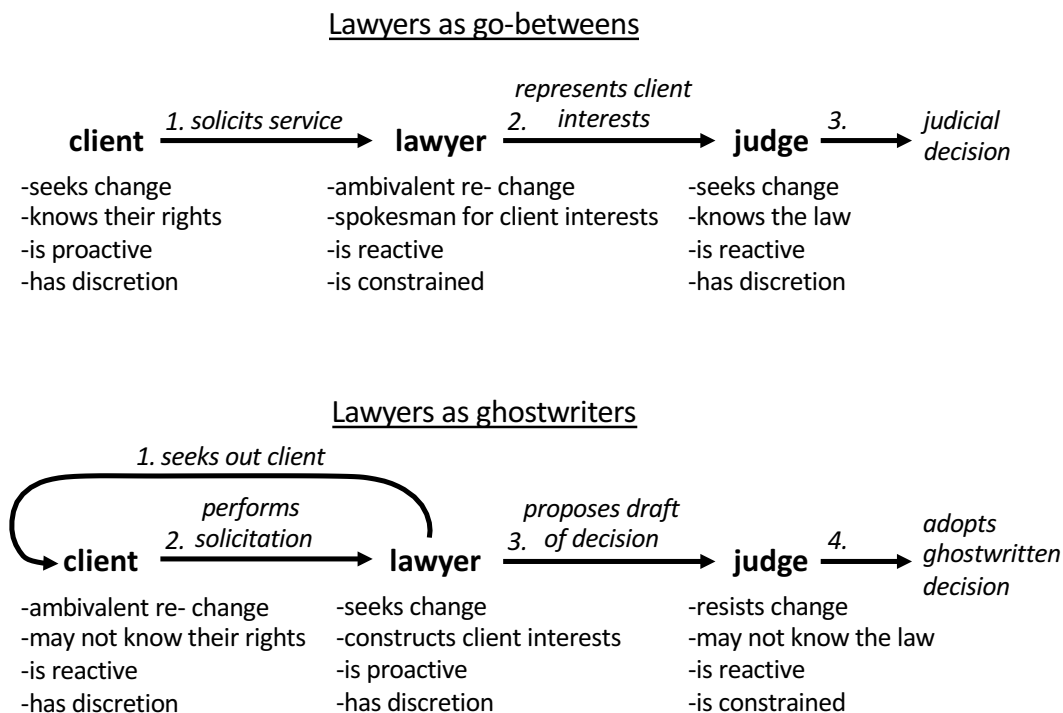 Lawyers as go-betweens
represents client
1. solicits service
2.
interests
3.
judicial
client
lawyer
judge
decision
-seeks change
-knows their rights
-is proactive
-has discretion
-ambivalent re- change
-spokesman for client interests
-is reactive
-is constrained
-seeks change
-knows the law
-is reactive
-has discretion
Lawyers as ghostwriters
1. seeks out client
performs
2. solicitation
proposes draft
3. of decision
4.
adopts
ghostwritten
decision
client
lawyer
judge
-ambivalent re- change
-may not know their rights
-is reactive
-has discretion
-seeks change
-constructs client interests
-is proactive
-has discretion
-resists change
-may not know the law
-is reactive
-is constrained